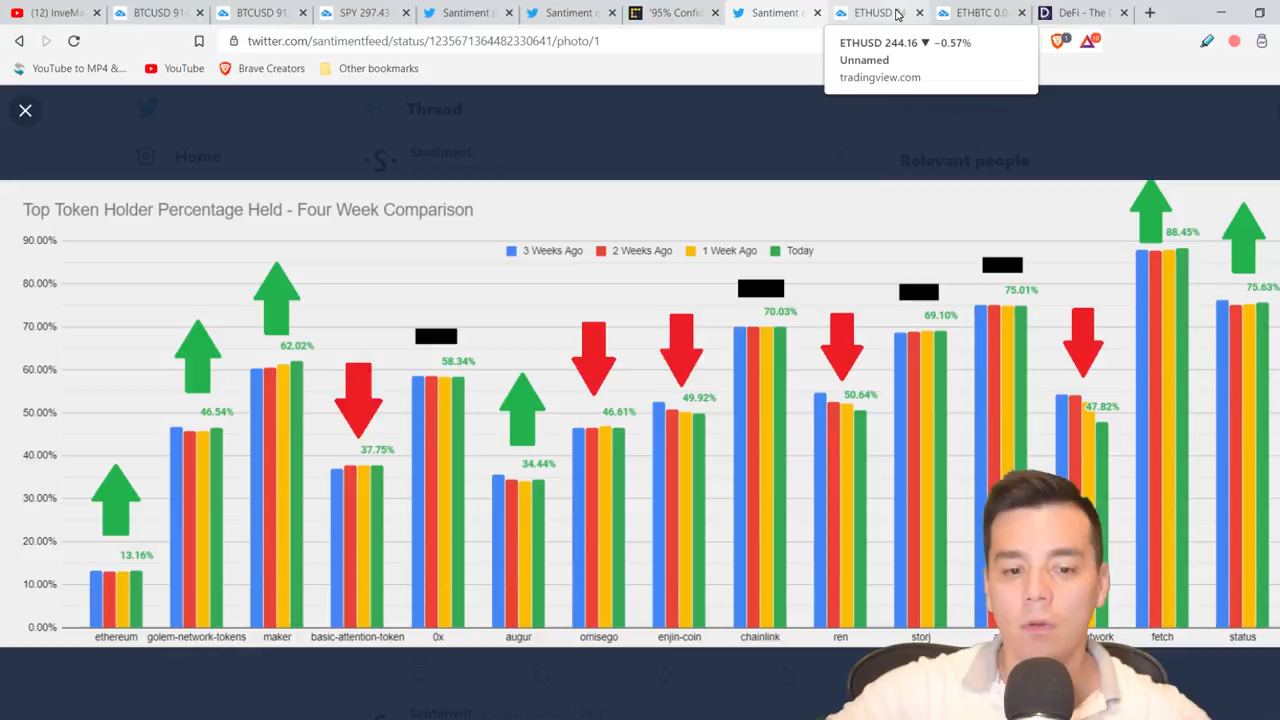 (12) InveMa
BTCUSD 914
BTCUSD 91
SPY 297.43
Santiment
Santiment o
'95% Confid
Santiment o
ETHUSD
ETHBTC 0.0
DeFi - The D
twitter.com/santimentfeed/status/1235671364482330641/photo/1
ETHUSD 244.16 ▼ −0.57%
Unnamed
tradingview.com
YouTube to MP4 &...
YouTube
Brave Creators
Other bookmarks
Thread
Home
Santiment
Relevant people
Top Token Holder Percentage Held - Four Week Comparison
3 Weeks Ago
2 Weeks Ago
1 Week Ago
Today
90.00%
80.00%
70.00%
60.00%
50.00%
40.00%
30.00%
20.00%
10.00%
0.00%
13.16%
46.54%
62.02%
37.75%
58.34%
34.44%
46.61%
49.92%
70.03%
50.64%
69.10%
75.01%
47.82%
88.45%
75.63%
ethereum
golem-network-tokens
maker
basic-attention-token
0x
augur
omisego
enjin-coin
chainlink
ren
storj
twork
fetch
status
Santiment